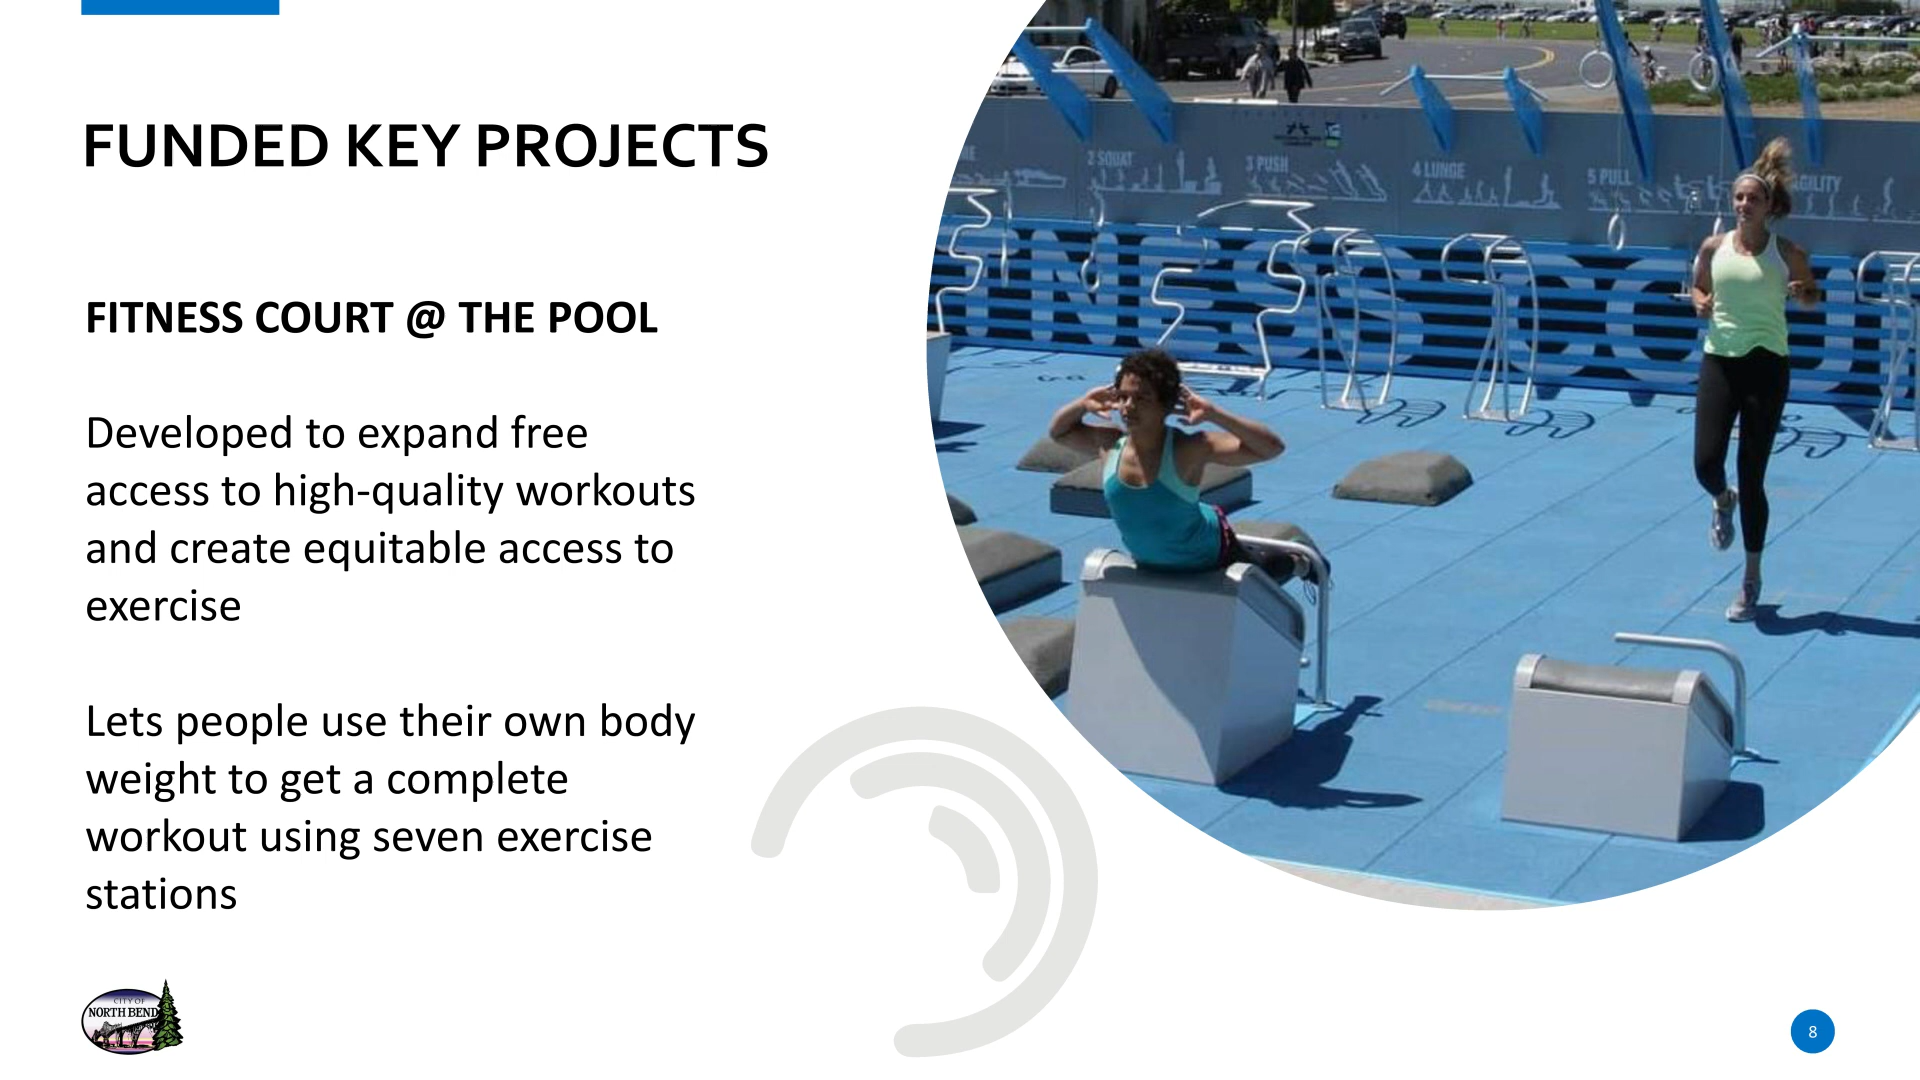 FUNDED KEY PROJECTS
FITNESS COURT @ THE POOL
Developed to expand free
access to high-quality workouts
and create equitable access to
exercise
Lets people use their own body
weight to get a complete
workout using seven exercise
stations
2 SQUAT
3 PUSH
4 LUNGE
5 PULL
CITY OF
NORTH BEND
8